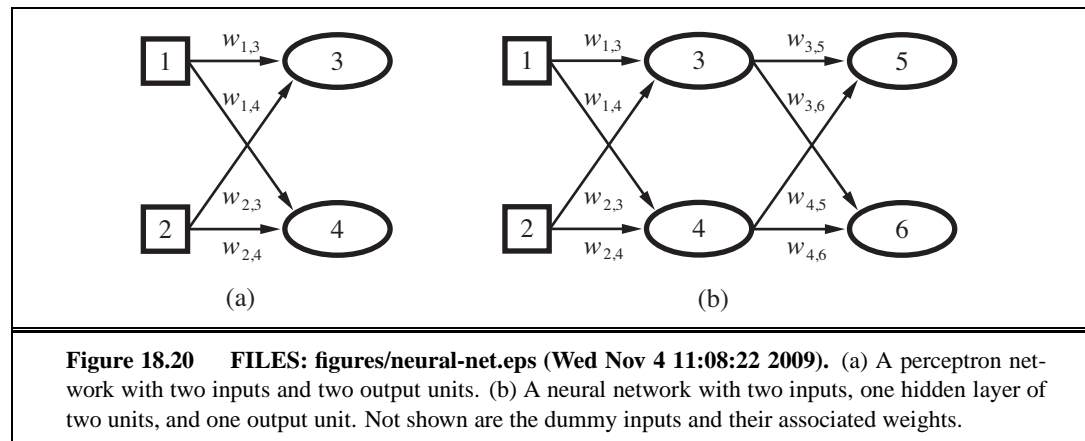 1 w1,3 3
w1,4
w2,3
2 w2,4 4
(a)
1 w1,3 3 w3,5 5
w1,4 w3,6
w2,3 w4,5
2 w2,4 4 w4,6 6
(b)
Figure 18.20 FILES: figures/neural-net.eps (Wed Nov 4 11:08:22 2009). (a) A perceptron net-
work with two inputs and two output units. (b) A neural network with two inputs, one hidden layer of
two units, and one output unit. Not shown are the dummy inputs and their associated weights.